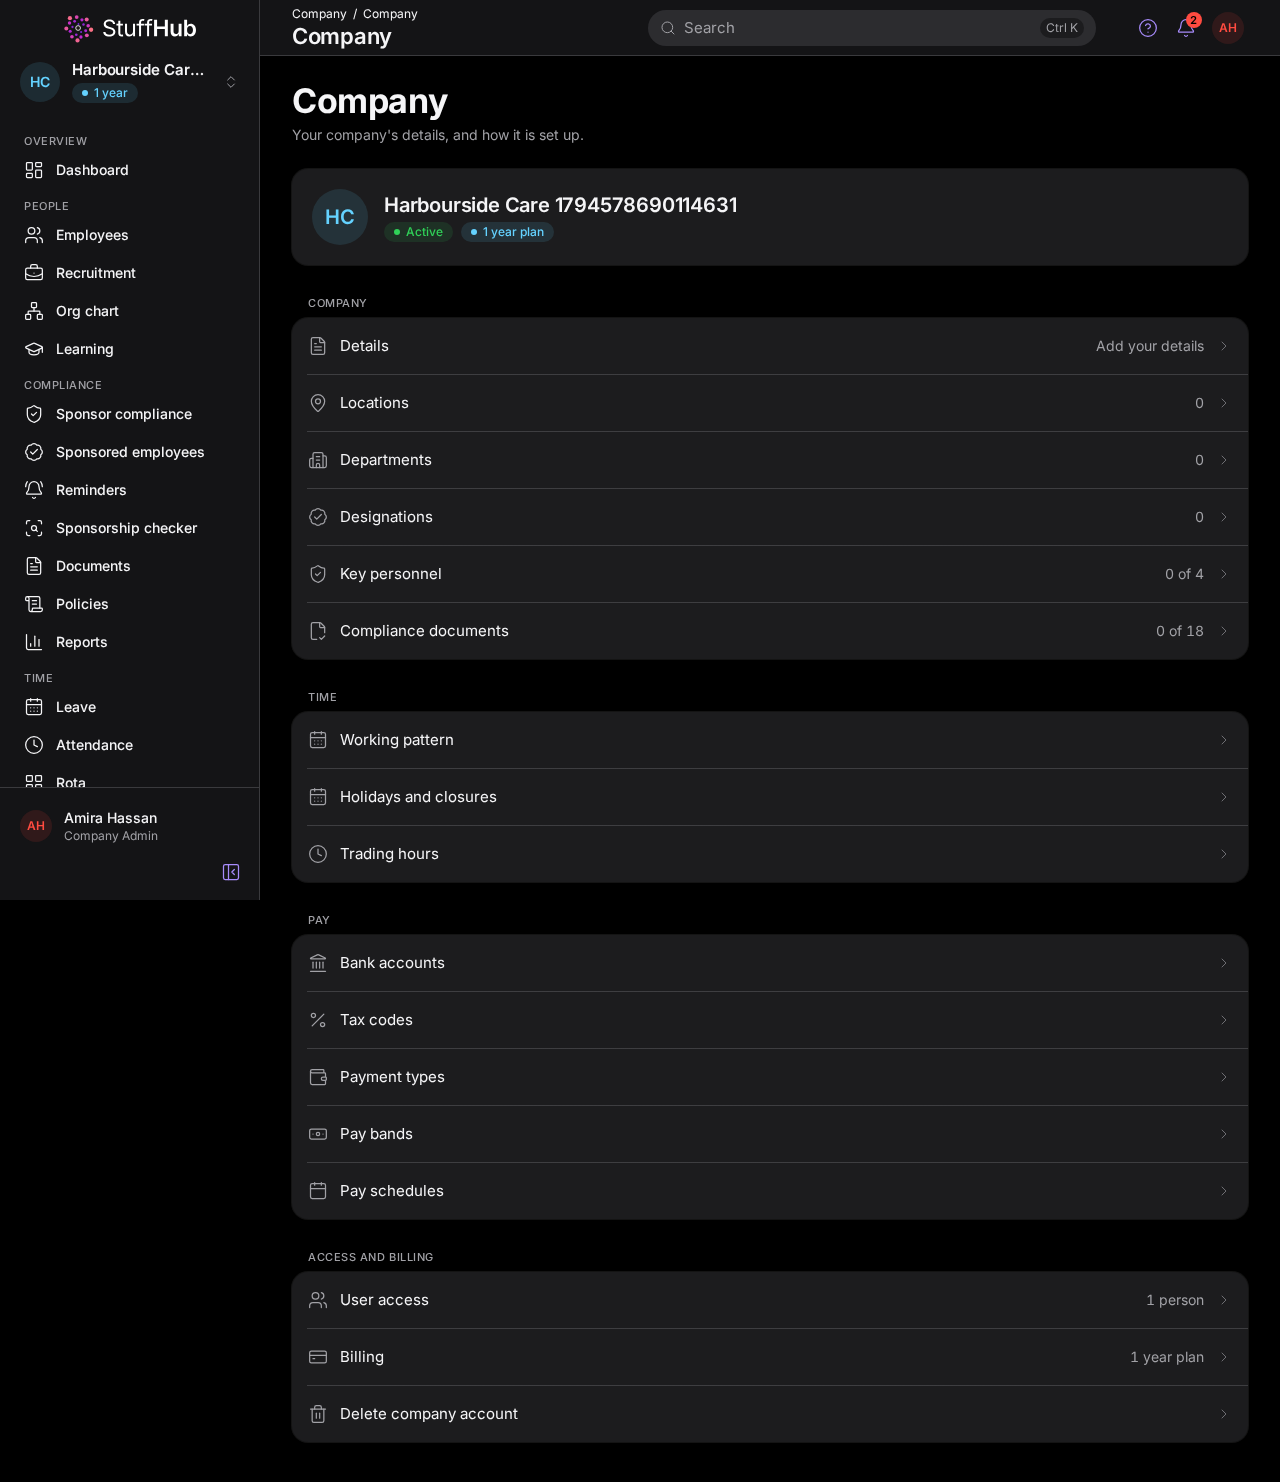 StuffHub
HC
Harbourside Car...
1 year
OVERVIEW
Dashboard
PEOPLE
Employees
Recruitment
Org chart
Learning
COMPLIANCE
Sponsor compliance
Sponsored employees
Reminders
Sponsorship checker
Documents
Policies
Reports
TIME
Leave
Attendance
Rota
AH
Amira Hassan
Company Admin
Company / Company
Company
Search
Ctrl K
2
AH
Company
Your company's details, and how it is set up.
HC
Harbourside Care 1794578690114631
Active
1 year plan
COMPANY
Details
Add your details
Locations
0
Departments
0
Designations
0
Key personnel
0 of 4
Compliance documents
0 of 18
TIME
Working pattern
Holidays and closures
Trading hours
PAY
Bank accounts
Tax codes
Payment types
Pay bands
Pay schedules
ACCESS AND BILLING
User access
1 person
Billing
1 year plan
Delete company account